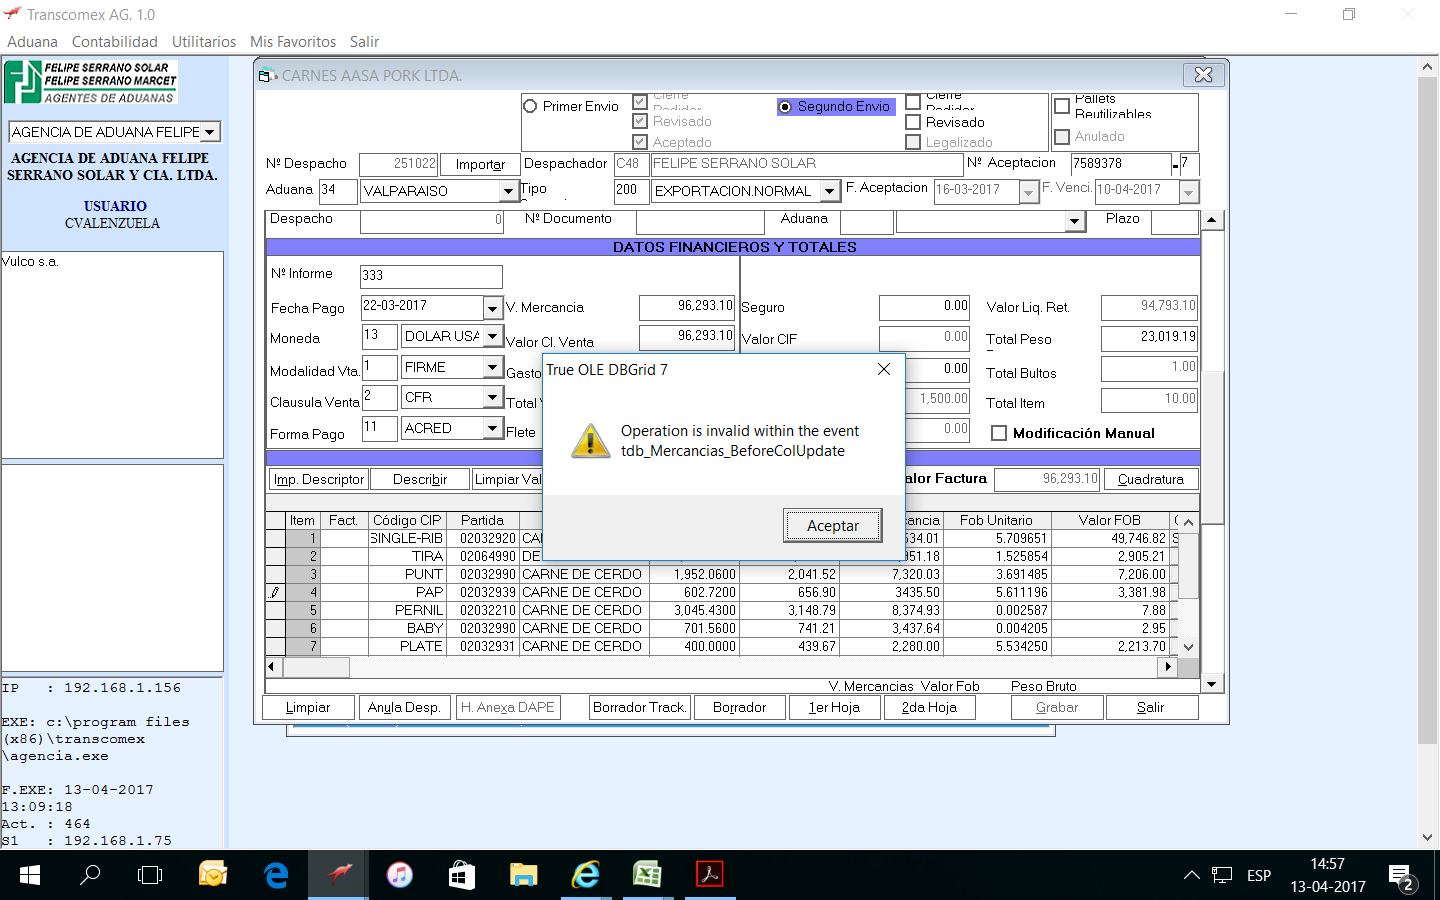 Transcomex AG. 1.0
Aduana Contabilidad Utilitarios Mis Favoritos Salir
FELIPE SERRANO SOLAR
FELIPE SERRANO MARCET
AGENTES DE ADUANAS
AGENCIA DE ADUANA FELIPE
AGENCIA DE ADUANA FELIPE
SERRANO SOLAR Y CIA. LTDA.
USUARIO
CVALENZUELA
Vulco s.a.
IP : 192.168.1.156
EXE: c:\program files
(x86)\transcomex
\agencia.exe
F.EXE: 13-04-2017
13:09:18
Act. : 464
S1 : 192.168.1.75
CARNES AASA PORK LTDA.
Primer Envio Cierre Pedidor Segundo Envio Cierre Pedidor Pallets Reutilizables
Revisado Revisado
Aceptado Legalizado Anulado
Nº Despacho 251022 Importar Despachador C48 FELIPE SERRANO SOLAR Nº Aceptacion 7589378 - 7
Aduana 34 VALPARAISO Tipo 200 EXPORTACION.NORMAL F. Aceptacion 16-03-2017 F. Venci. 10-04-2017
Despacho 0 Nº Documento Aduana Plazo
DATOS FINANCIEROS Y TOTALES
Nº Informe 333
Fecha Pago 22-03-2017 V. Mercancia 96,293.10 Seguro 0.00 Valor Liq. Ret. 94,793.10
Moneda 13 DOLAR USA Valor Cl. Venta 96,293.10 Valor CIF 0.00 Total Peso 23,019.19
Modalidad Vta. 1 FIRME Gasto 0.00 Total Bultos 1.00
Clausula Venta 2 CFR Total 1,500.00 Total Item 10.00
Forma Pago 11 ACRED Flete 0.00 Modificación Manual
True OLE DBGrid 7
Operation is invalid within the event
tdb_Mercancias_BeforeColUpdate
Aceptar
Imp. Descriptor Describir Limpiar Val alor Factura 96,293.10 Cuadratura
Item Fact. Código CIP Partida ancia Fob Unitario Valor FOB
1 SINGLE-RIB 02032920 CA 534.01 5.709651 49,746.82 S
2 TIRA 02064990 DE 951.18 1.525854 2,905.21
3 PUNT 02032990 CARNE DE CERDO 1,952.0600 2,041.52 7,320.03 3.691485 7,206.00
4 PAP 02032939 CARNE DE CERDO 602.7200 656.90 3435.50 5.611196 3,381.98
5 PERNIL 02032210 CARNE DE CERDO 3,045.4300 3,148.79 8,374.93 0.002587 7.88
6 BABY 02032990 CARNE DE CERDO 701.5600 741.21 3,437.64 0.004205 2.95
7 PLATE 02032931 CARNE DE CERDO 400.0000 439.67 2,280.00 5.534250 2,213.70
V. Mercancias Valor Fob Peso Bruto
Limpiar Anula Desp. H. Anexa DAPE Borrador Track. Borrador 1er Hoja 2da Hoja Grabar Salir
ESP
14:57
13-04-2017
2